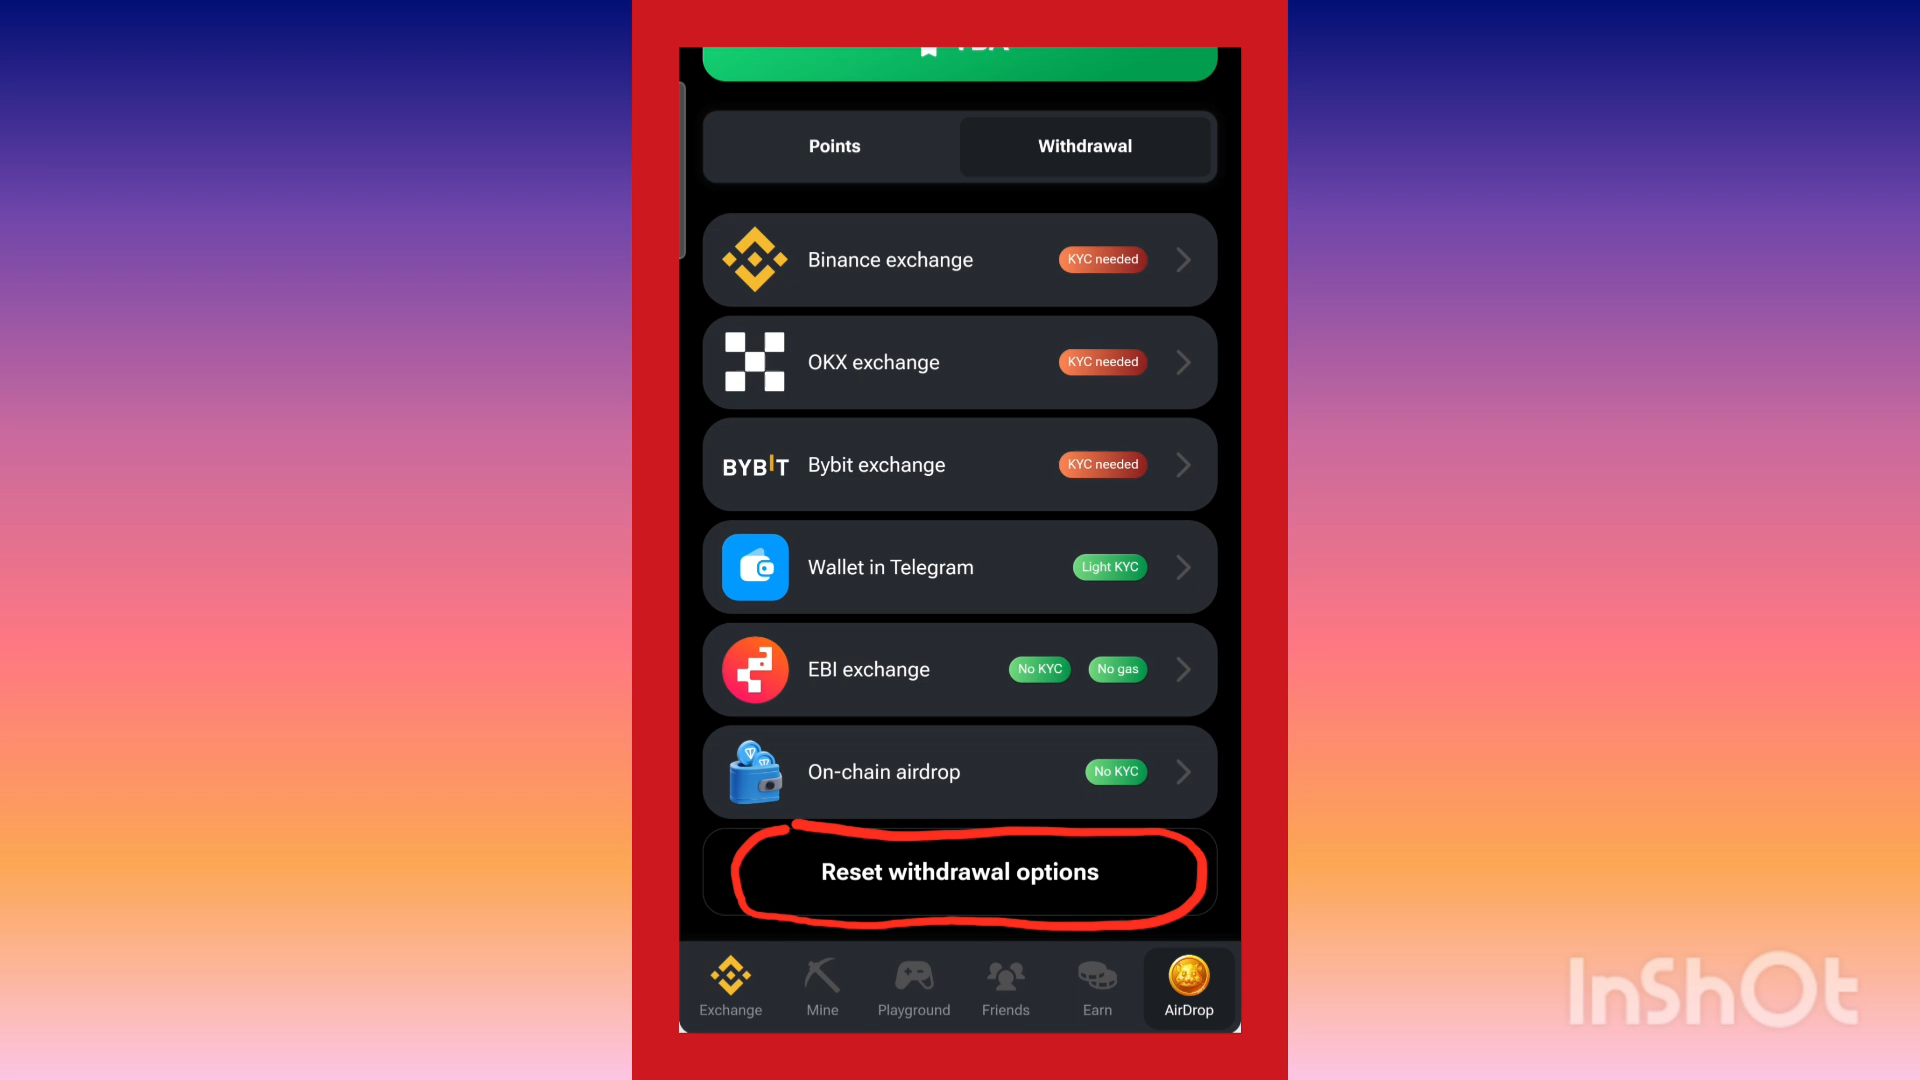 Points Withdrawal
Binance exchange KYC needed
OKX exchange KYC needed
BYBIT Bybit exchange KYC needed
Wallet in Telegram Light KYC
EBI exchange No KYC No gas
On-chain airdrop No KYC
Reset withdrawal options
Exchange Mine Playground Friends Earn AirDrop
InShOt